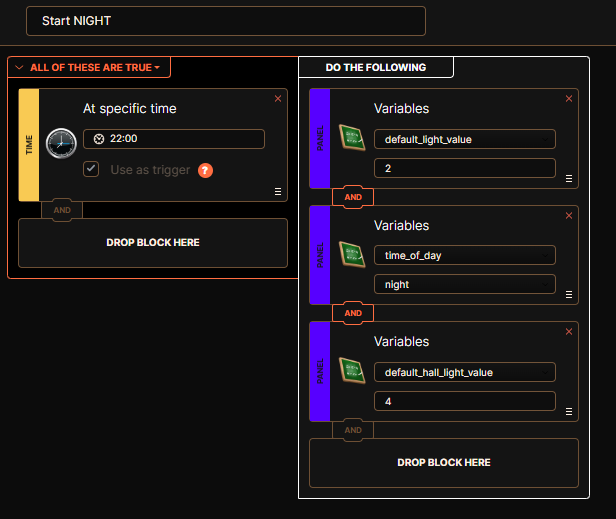 Start NIGHT
ALL OF THESE ARE TRUE
At specific time
TIME
22:00
Use as trigger ?
AND
DROP BLOCK HERE
DO THE FOLLOWING
Variables
PANEL
default_light_value
2
AND
Variables
PANEL
time_of_day
night
AND
Variables
PANEL
default_hall_light_value
4
AND
DROP BLOCK HERE